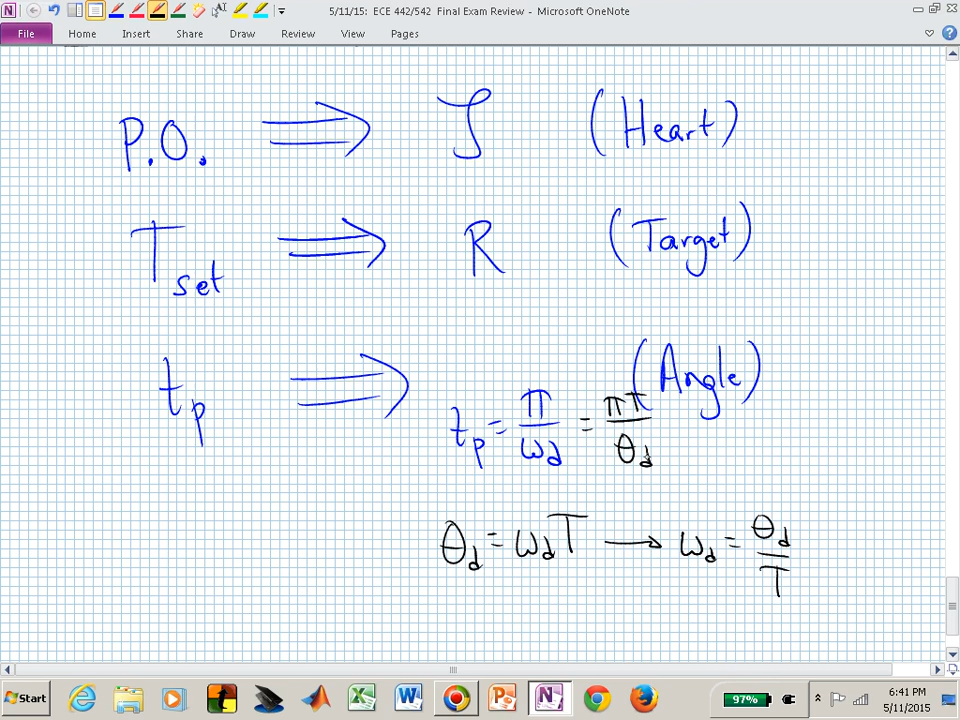 5/11/15: ECE 442/542 Final Exam Review - Microsoft OneNote
File Home Insert Share Draw Review View Pages
P.O. ⟹ ζ (Heart)
T_set ⟹ R (Target)
t_p ⟹ (Angle)
t_p = π/ω_d = πT/θ_d
θ_d = ω_d T → ω_d = θ_d/T
Start
97%
6:41 PM
5/11/2015